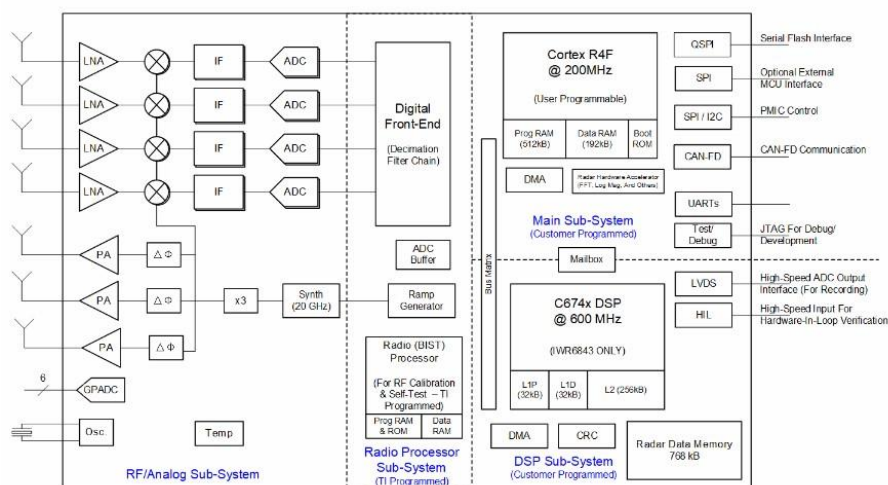 LNA
IF
ADC
LNA
IF
ADC
LNA
IF
ADC
LNA
IF
ADC
PA
Δ Φ
PA
Δ Φ
PA
Δ Φ
x3
Synth
(20 GHz)
6
GPADC
Osc.
Temp
RF/Analog Sub-System
Digital
Front-End
(Decimation
Filter Chain)
ADC
Buffer
Ramp
Generator
Radio (BIST)
Processor
(For RF Calibration
& Self-Test – TI
Programmed)
Prog RAM
& ROM
Data
RAM
Radio Processor
Sub-System
(TI Programmed)
Bus Matrix
Cortex R4F
@ 200MHz
(User Programmable)
Prog RAM
(512kB)
Data RAM
(192kB)
Boot
ROM
DMA
Radar Hardware Accelerator
(FFT, Log Mag, And Others)
Main Sub-System
(Customer Programmed)
Mailbox
C674x DSP
@ 600 MHz
(IWR6843 ONLY)
L1P
(32kB)
L1D
(32kB)
L2 (256kB)
DMA
CRC
Radar Data Memory
768 kB
DSP Sub-System
(Customer Programmed)
QSPI
Serial Flash Interface
SPI
Optional External
MCU Interface
SPI / I2C
PMIC Control
CAN-FD
CAN-FD Communication
UARTs
Test/
Debug
JTAG For Debug/
Development
LVDS
High-Speed ADC Output
Interface (For Recording)
HIL
High-Speed Input For
Hardware-In-Loop Verification